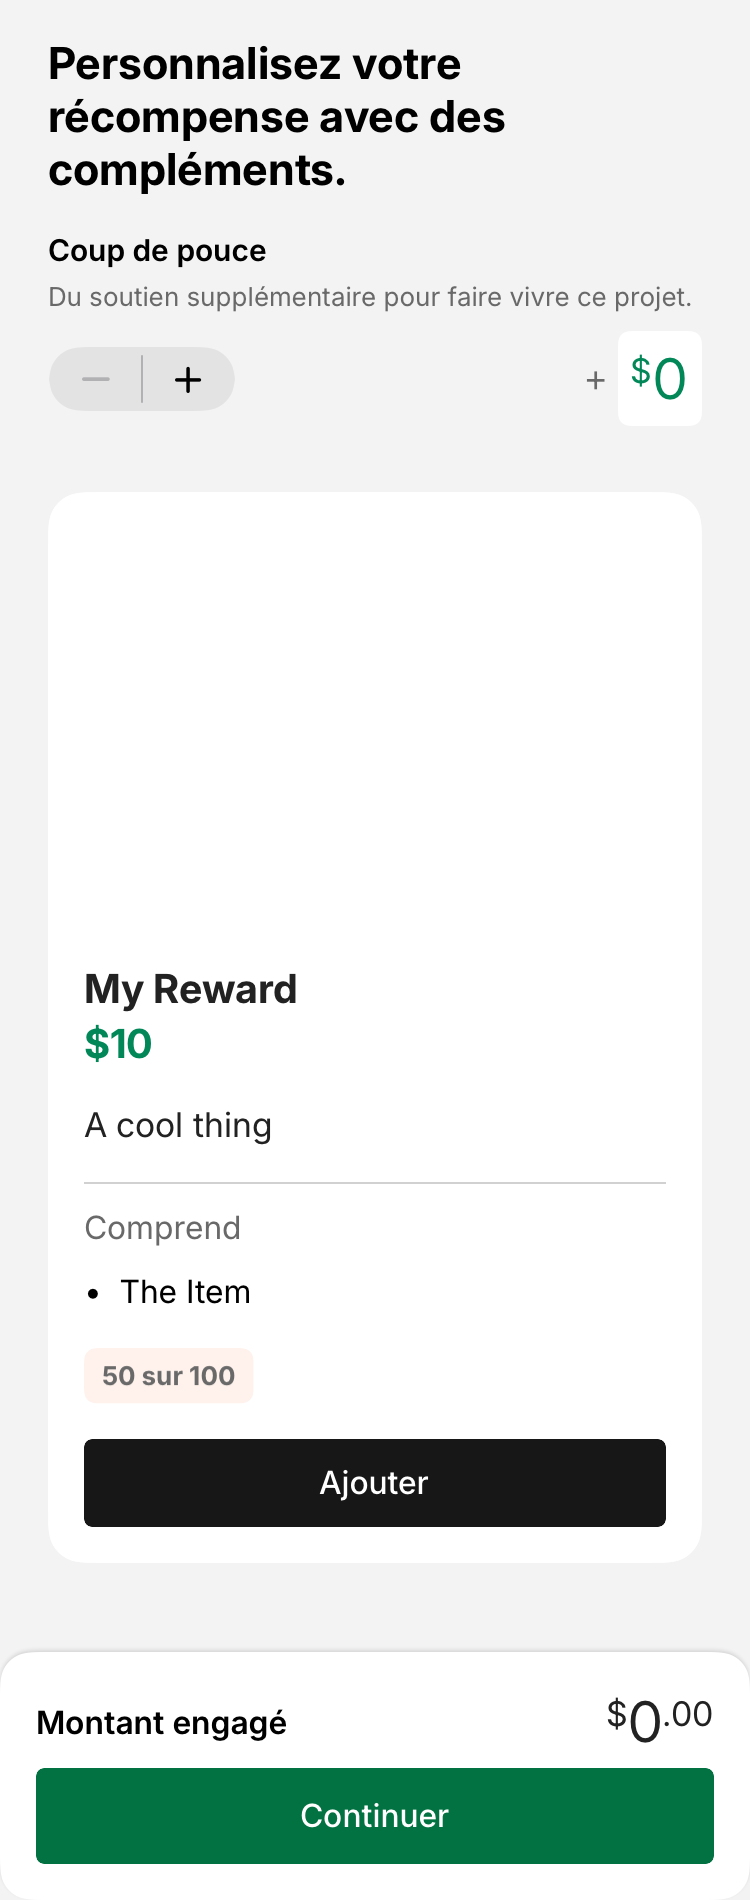 Personnalisez votre
récompense avec des
compléments.
Coup de pouce
Du soutien supplémentaire pour faire vivre ce projet.
+ $0
My Reward
$10
A cool thing
Comprend
• The Item
50 sur 100
Ajouter
Montant engagé $0.00
Continuer